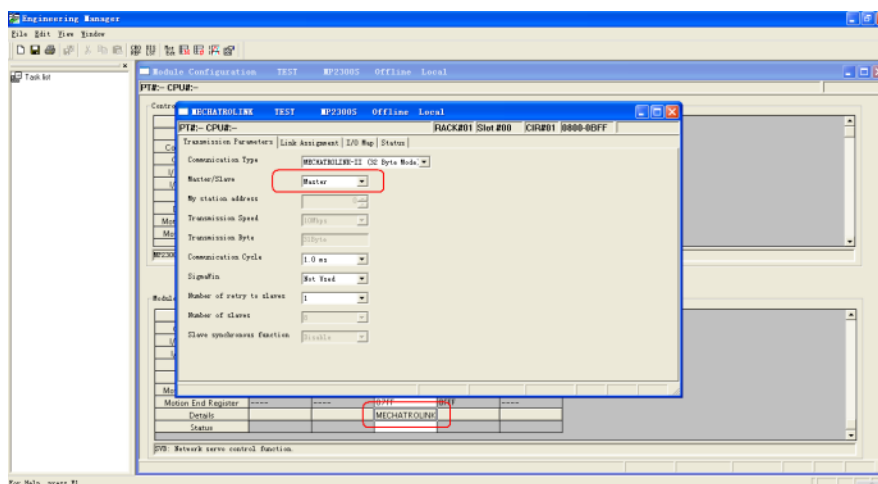 Engineering Manager
File Edit View Window
Task list
Module Configuration TEST MP2300S Offline Local
PT#:- CPU#:-
MECHATROLINK TEST MP2300S Offline Local
PT#:- CPU#:- RACK#01 Slot #00 CIR#01 0800-0BFF
Transmission Parameters Link Assignment I/O Map Status
Communication Type MECHATROLINK-II (32 Byte Mode)
Master/Slave Master
My station address 0
Transmission Speed 10Mbps
Transmission Byte 31Byte
Communication Cycle 1.0 ms
SigmaWin Not Used
Number of retry to slaves 1
Number of slaves
Slave synchronous function Disable
Motion End Register ---- ---- 87FF 8FFF ----
Details MECHATROLINK
Status
SVB: Network servo control function.
For Help, press F1